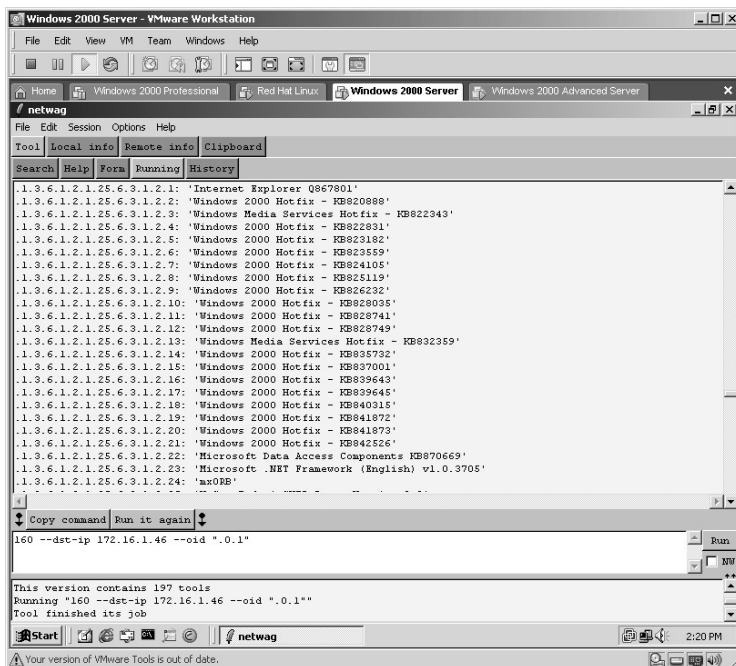 Windows 2000 Server - VMware Workstation
File Edit View VM Team Windows Help
Home Windows 2000 Professional Red Hat Linux Windows 2000 Server Windows 2000 Advanced Server
netwag
File Edit Session Options Help
Tool Local info Remote info Clipboard
Search Help Form Running History
.1.3.6.1.2.1.25.6.3.1.2.1: 'Internet Explorer Q867801'
.1.3.6.1.2.1.25.6.3.1.2.2: 'Windows 2000 Hotfix - KB820888'
.1.3.6.1.2.1.25.6.3.1.2.3: 'Windows Media Services Hotfix - KB822343'
.1.3.6.1.2.1.25.6.3.1.2.4: 'Windows 2000 Hotfix - KB822831'
.1.3.6.1.2.1.25.6.3.1.2.5: 'Windows 2000 Hotfix - KB823182'
.1.3.6.1.2.1.25.6.3.1.2.6: 'Windows 2000 Hotfix - KB823559'
.1.3.6.1.2.1.25.6.3.1.2.7: 'Windows 2000 Hotfix - KB824105'
.1.3.6.1.2.1.25.6.3.1.2.8: 'Windows 2000 Hotfix - KB825119'
.1.3.6.1.2.1.25.6.3.1.2.9: 'Windows 2000 Hotfix - KB826232'
.1.3.6.1.2.1.25.6.3.1.2.10: 'Windows 2000 Hotfix - KB828035'
.1.3.6.1.2.1.25.6.3.1.2.11: 'Windows 2000 Hotfix - KB828741'
.1.3.6.1.2.1.25.6.3.1.2.12: 'Windows 2000 Hotfix - KB828749'
.1.3.6.1.2.1.25.6.3.1.2.13: 'Windows Media Services Hotfix - KB832359'
.1.3.6.1.2.1.25.6.3.1.2.14: 'Windows 2000 Hotfix - KB835732'
.1.3.6.1.2.1.25.6.3.1.2.15: 'Windows 2000 Hotfix - KB837001'
.1.3.6.1.2.1.25.6.3.1.2.16: 'Windows 2000 Hotfix - KB839643'
.1.3.6.1.2.1.25.6.3.1.2.17: 'Windows 2000 Hotfix - KB839645'
.1.3.6.1.2.1.25.6.3.1.2.18: 'Windows 2000 Hotfix - KB840315'
.1.3.6.1.2.1.25.6.3.1.2.19: 'Windows 2000 Hotfix - KB841872'
.1.3.6.1.2.1.25.6.3.1.2.20: 'Windows 2000 Hotfix - KB841873'
.1.3.6.1.2.1.25.6.3.1.2.21: 'Windows 2000 Hotfix - KB842526'
.1.3.6.1.2.1.25.6.3.1.2.22: 'Microsoft Data Access Components KB870669'
.1.3.6.1.2.1.25.6.3.1.2.23: 'Microsoft .NET Framework (English) v1.0.3705'
.1.3.6.1.2.1.25.6.3.1.2.24: 'mxORB'
Copy command Run it again
160 --dst-ip 172.16.1.46 --oid ".0.1"
Run
NW
This version contains 197 tools
Running "160 --dst-ip 172.16.1.46 --oid ".0.1""
Tool finished its job
Start netwag 2:20 PM
Your version of VMware Tools is out of date.